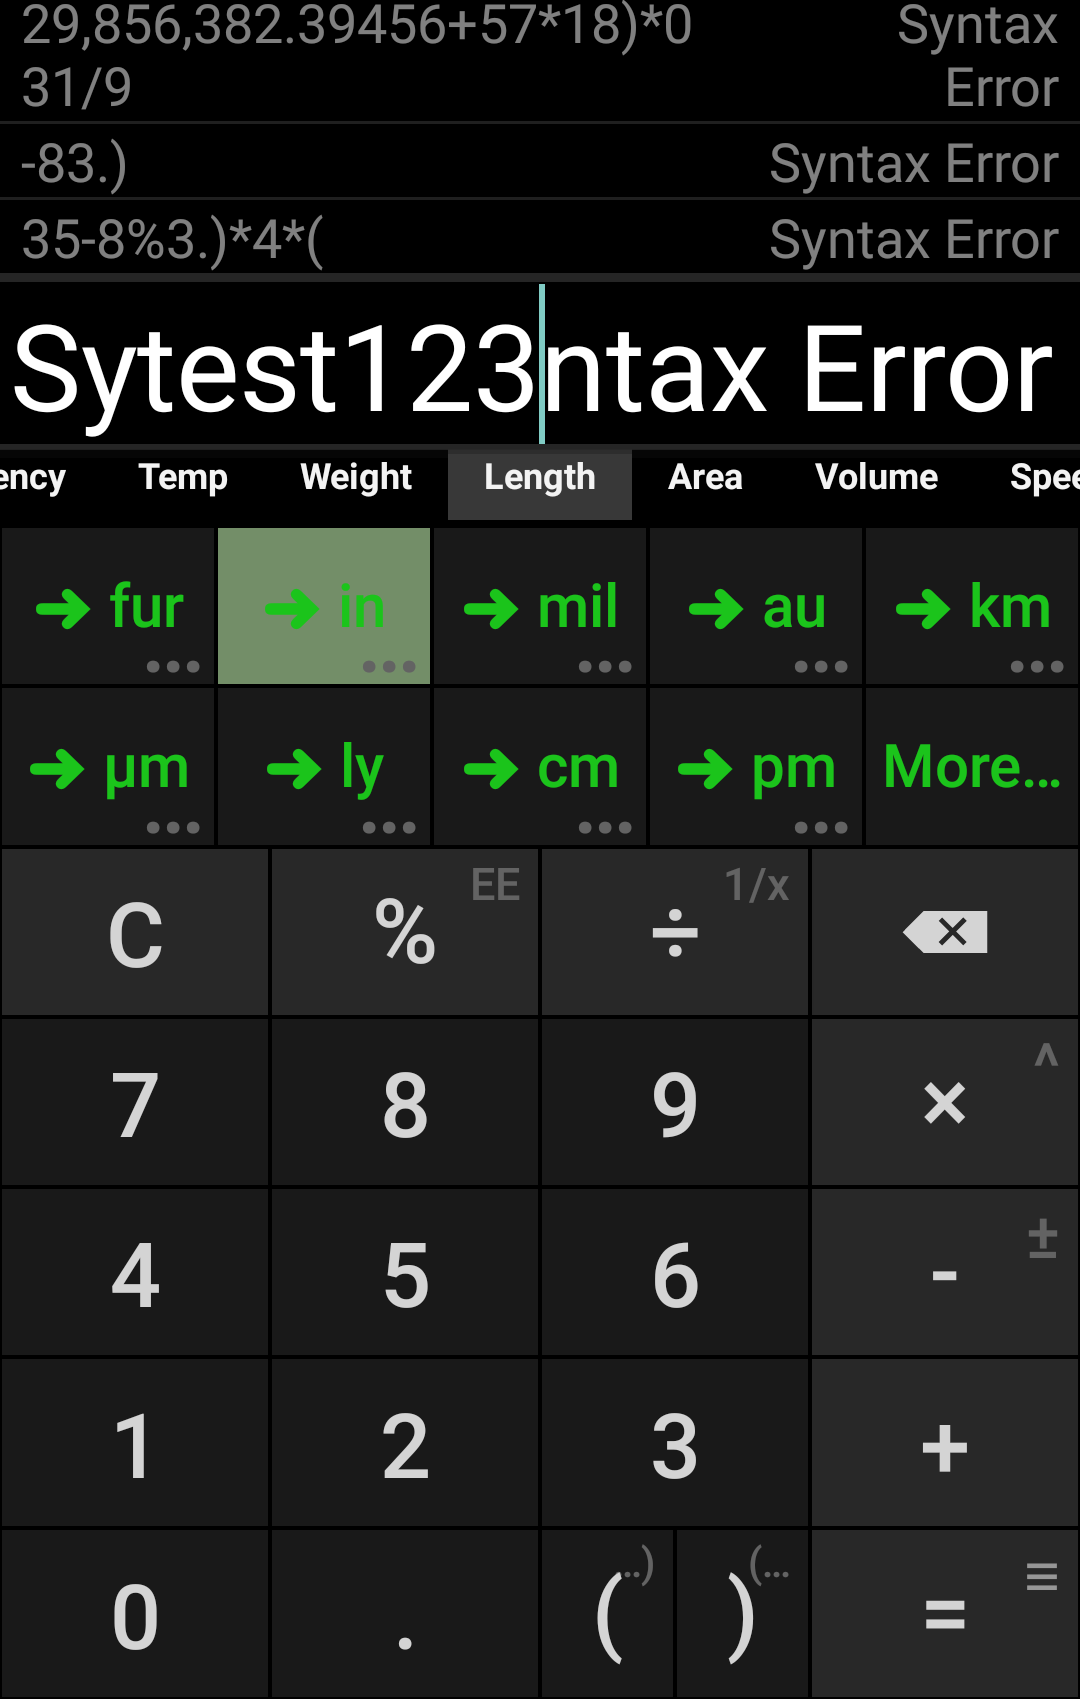 29,856,382.39456+57*18)*0 Syntax
31/9 Error
-83.) Syntax Error
35-8%3.)*4*( Syntax Error
Sytest123ntax Error
ency Temp Weight Length Area Volume Spee
➔ fur ➔ in ➔ mil ➔ au ➔ km
➔ µm ➔ ly ➔ cm ➔ pm More...
C % EE ÷ 1/x
7 8 9 × ^
4 5 6 - ±
1 2 3 + 
0 . ( ..) ) (... =